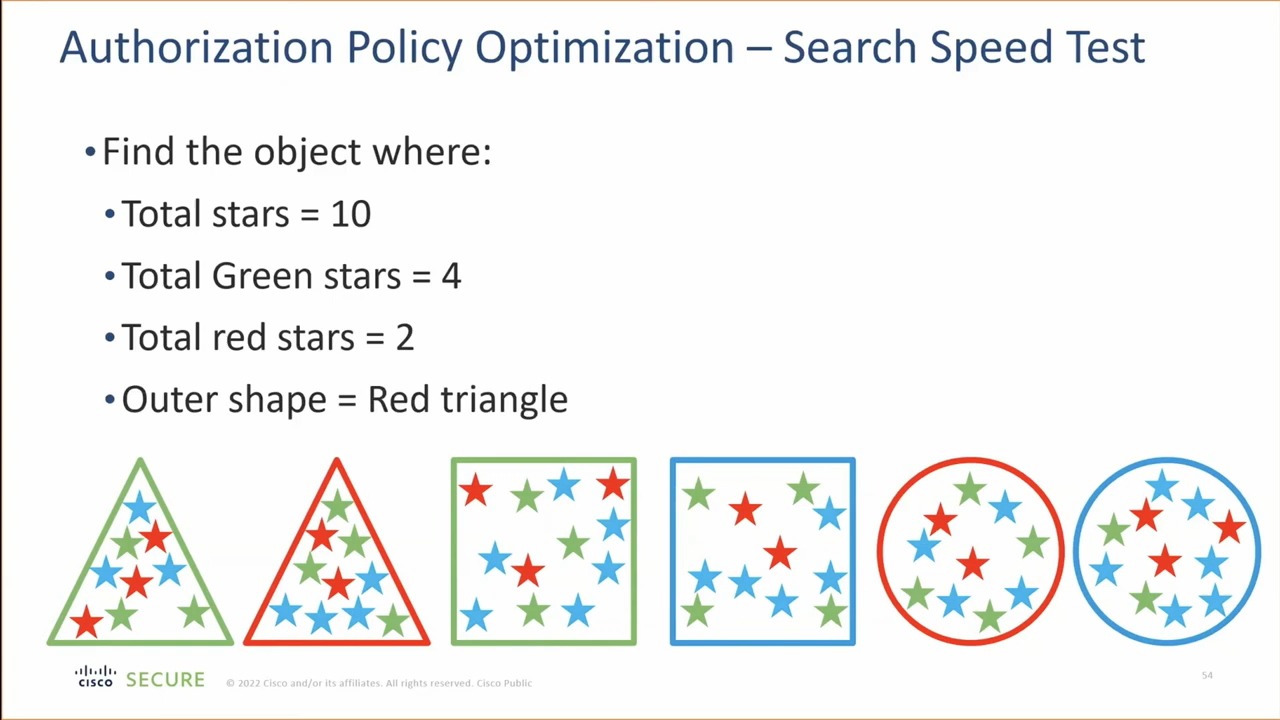 Authorization Policy Optimization – Search Speed Test
•Find the object where:
•Total stars = 10
•Total Green stars = 4
•Total red stars = 2
•Outer shape = Red triangle
CISCO SECURE © 2022 Cisco and/or its affiliates. All rights reserved. Cisco Public 54